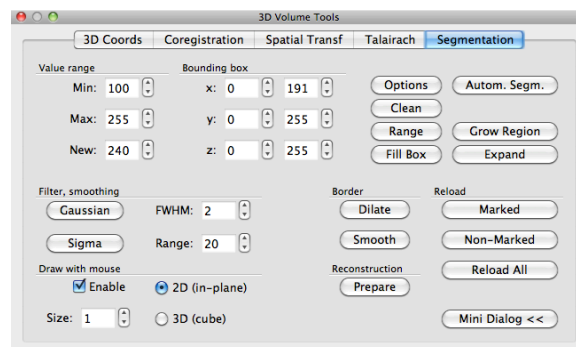 3D Volume Tools
3D Coords Coregistration Spatial Transf Talairach Segmentation
Value range Bounding box
Min: 100 x: 0 191 Options Autom. Segm.
Clean
Max: 255 y: 0 255 Range Grow Region
New: 240 z: 0 255 Fill Box Expand
Filter, smoothing Border Reload
Gaussian FWHM: 2 Dilate Marked
Sigma Range: 20 Smooth Non-Marked
Draw with mouse Reconstruction Reload All
Enable 2D (in-plane) Prepare
Size: 1 3D (cube) Mini Dialog <<